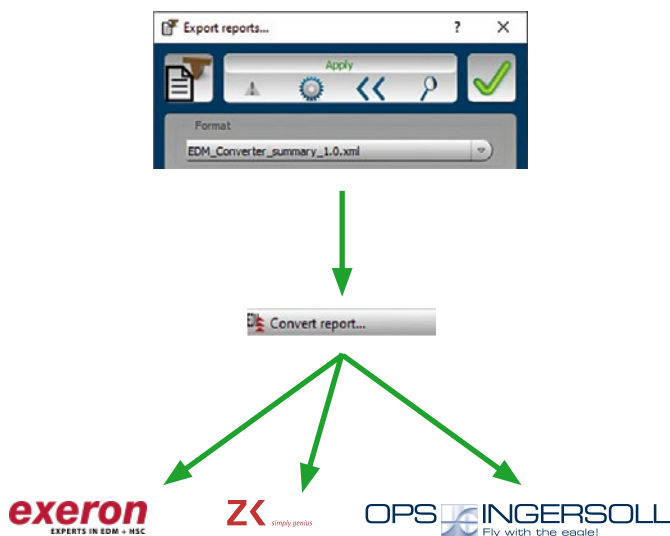 Export reports...
?
Apply
Format
EDM_Converter_summary_1.0.xml
Convert report...
exeron
EXPERTS IN EDM + HSC
ZK simply genius
OPS INGERSOLL
Fly with the eagle!